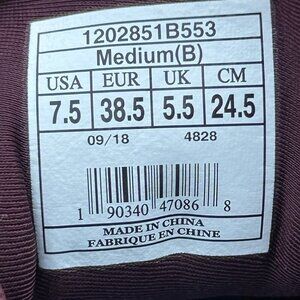 1202851B553
Medium(B)
USA EUR UK CM
7.5 38.5 5.5 24.5
09/18 4828
1 90340 47086 8
MADE IN CHINA
FABRIQUE EN CHINE